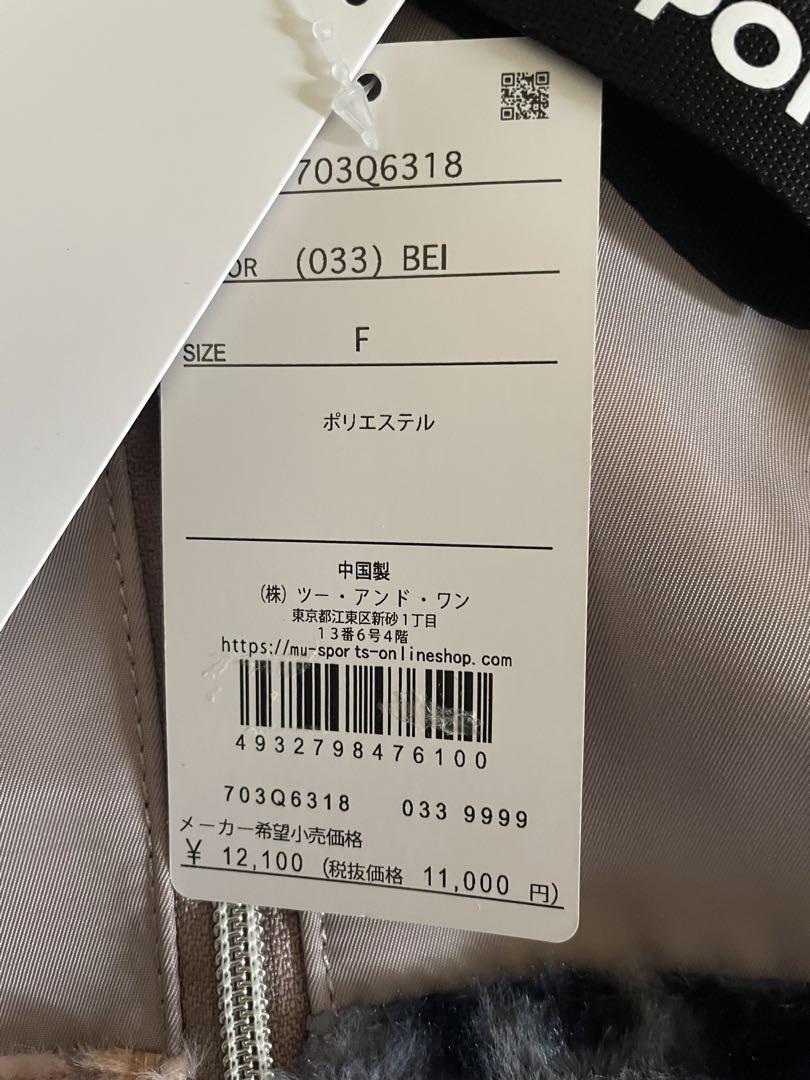 POR
703Q6318
OR (033) BEI
SIZE F
ポリエステル
中国製
(株) ツー・アンド・ワン
東京都江東区新砂1丁目
13番6号4階
https://mu-sports-onlineshop.com
4932798476100
703Q6318 033 9999
メーカー希望小売価格
¥ 12,100 (税抜価格 11,000 円)